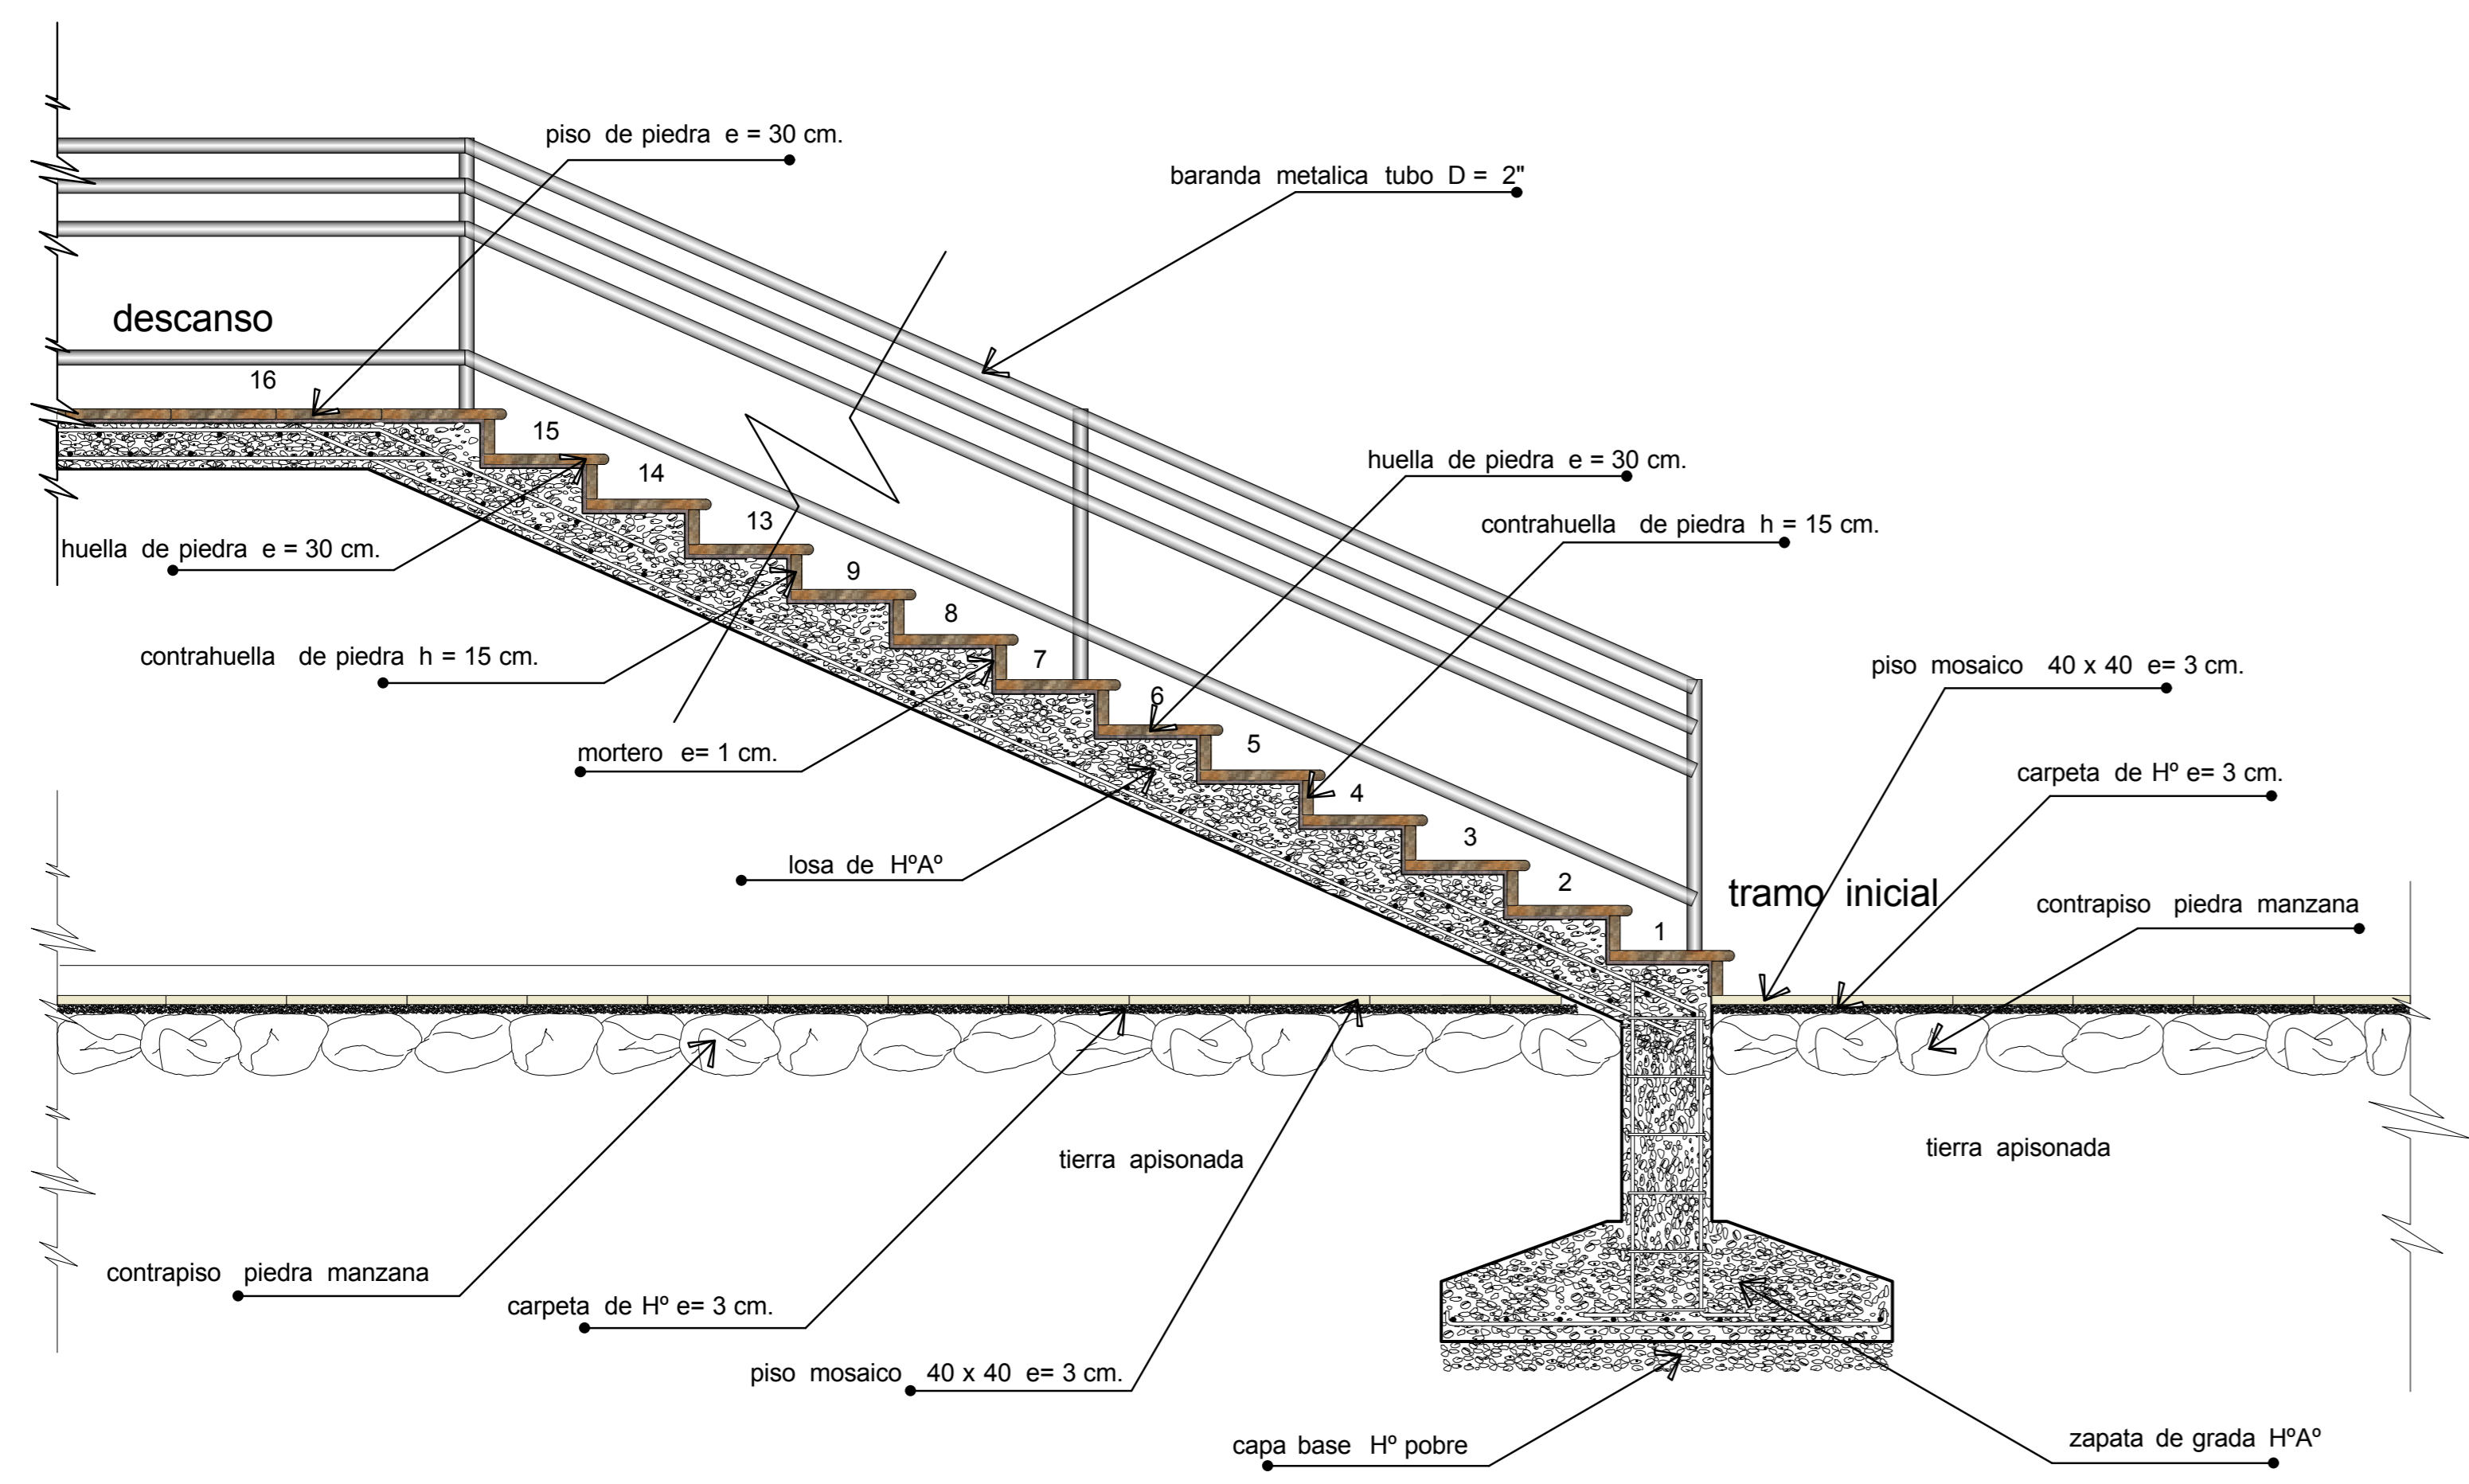 piso de piedra e = 30 cm.
baranda metalica tubo D = 2"
descanso
16
15
14
13
9
8
7
6
5
4
3
2
1
huella de piedra e = 30 cm.
contrahuella de piedra h = 15 cm.
huella de piedra e = 30 cm.
contrahuella de piedra h = 15 cm.
mortero e= 1 cm.
losa de HºAº
piso mosaico 40 x 40 e= 3 cm.
carpeta de Hº e= 3 cm.
tramo inicial
contrapiso piedra manzana
tierra apisonada
tierra apisonada
contrapiso piedra manzana
carpeta de Hº e= 3 cm.
piso mosaico 40 x 40 e= 3 cm.
capa base Hº pobre
zapata de grada HºAº